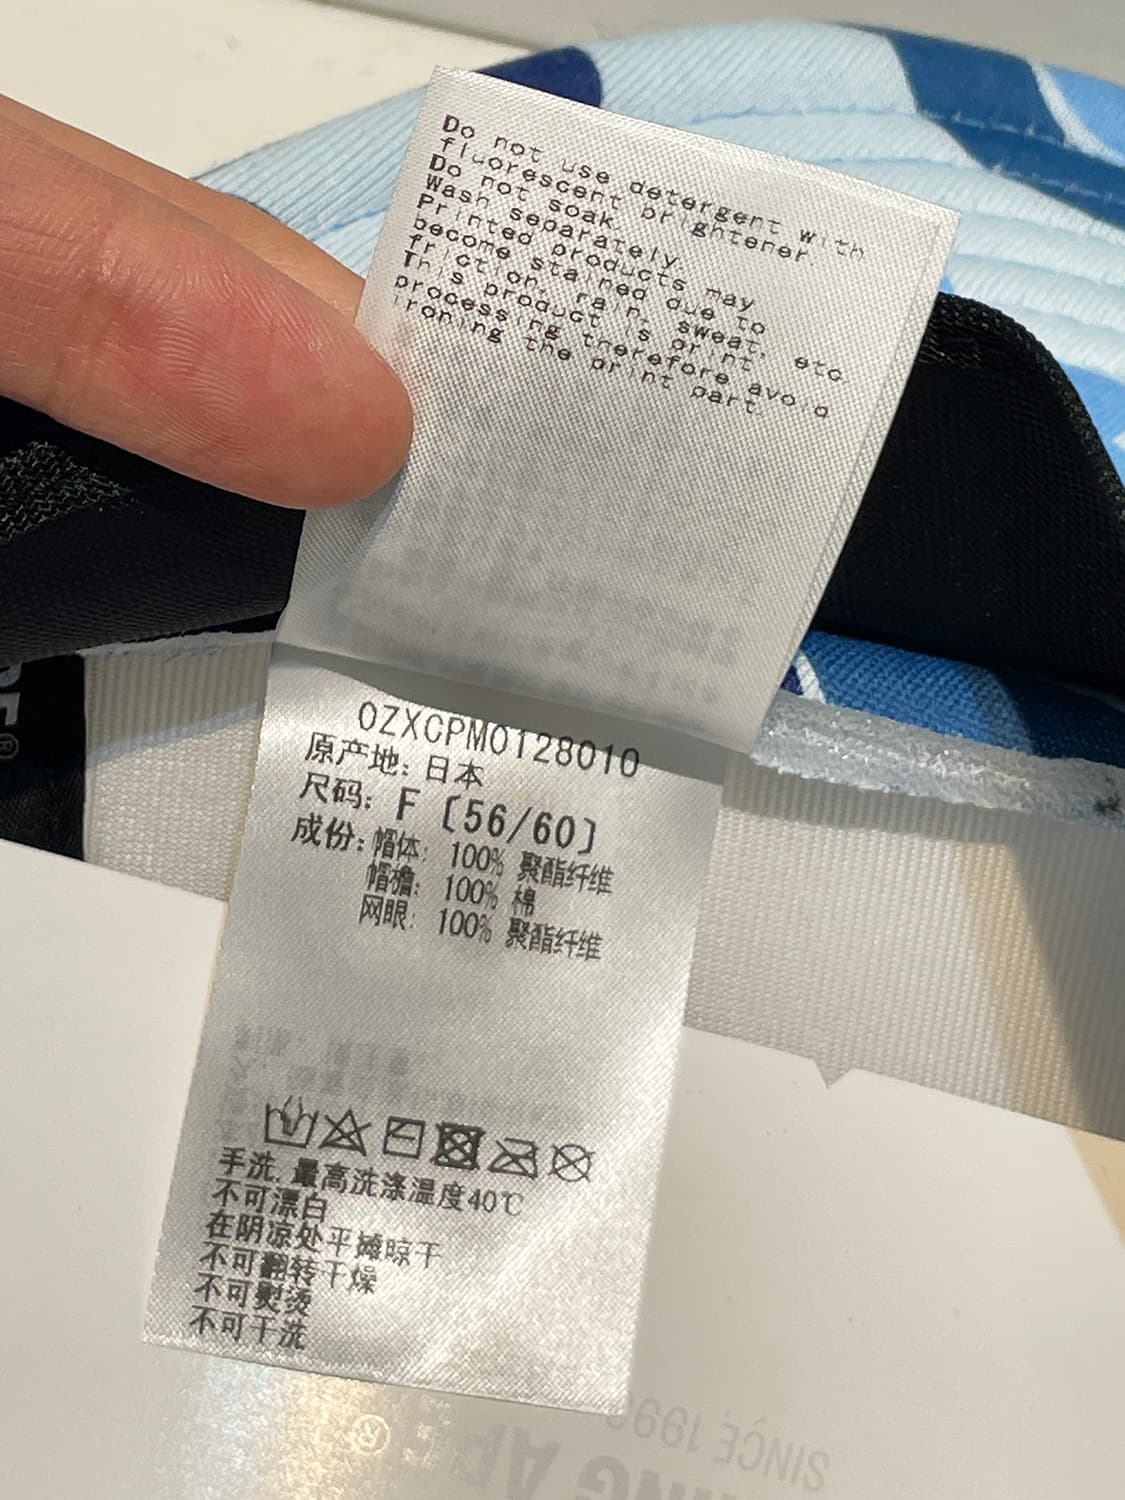 Do not use detergent with
fluorescent brightener.
Do not soak.
Wash separately.
Printed products may
become stained due to
friction, rain, sweat, etc.
This product is print
processing therefore avoid
ironing the print part.
0ZXCPM0128010
原产地: 日本
尺码: F〔56/60〕
成份: 帽体: 100% 聚酯纤维
帽檐: 100% 棉
网眼: 100% 聚酯纤维
手洗,最高洗涤温度40℃
不可漂白
在阴凉处平摊晾干
不可翻转干燥
不可熨烫
不可干洗
SINCE 1993
®